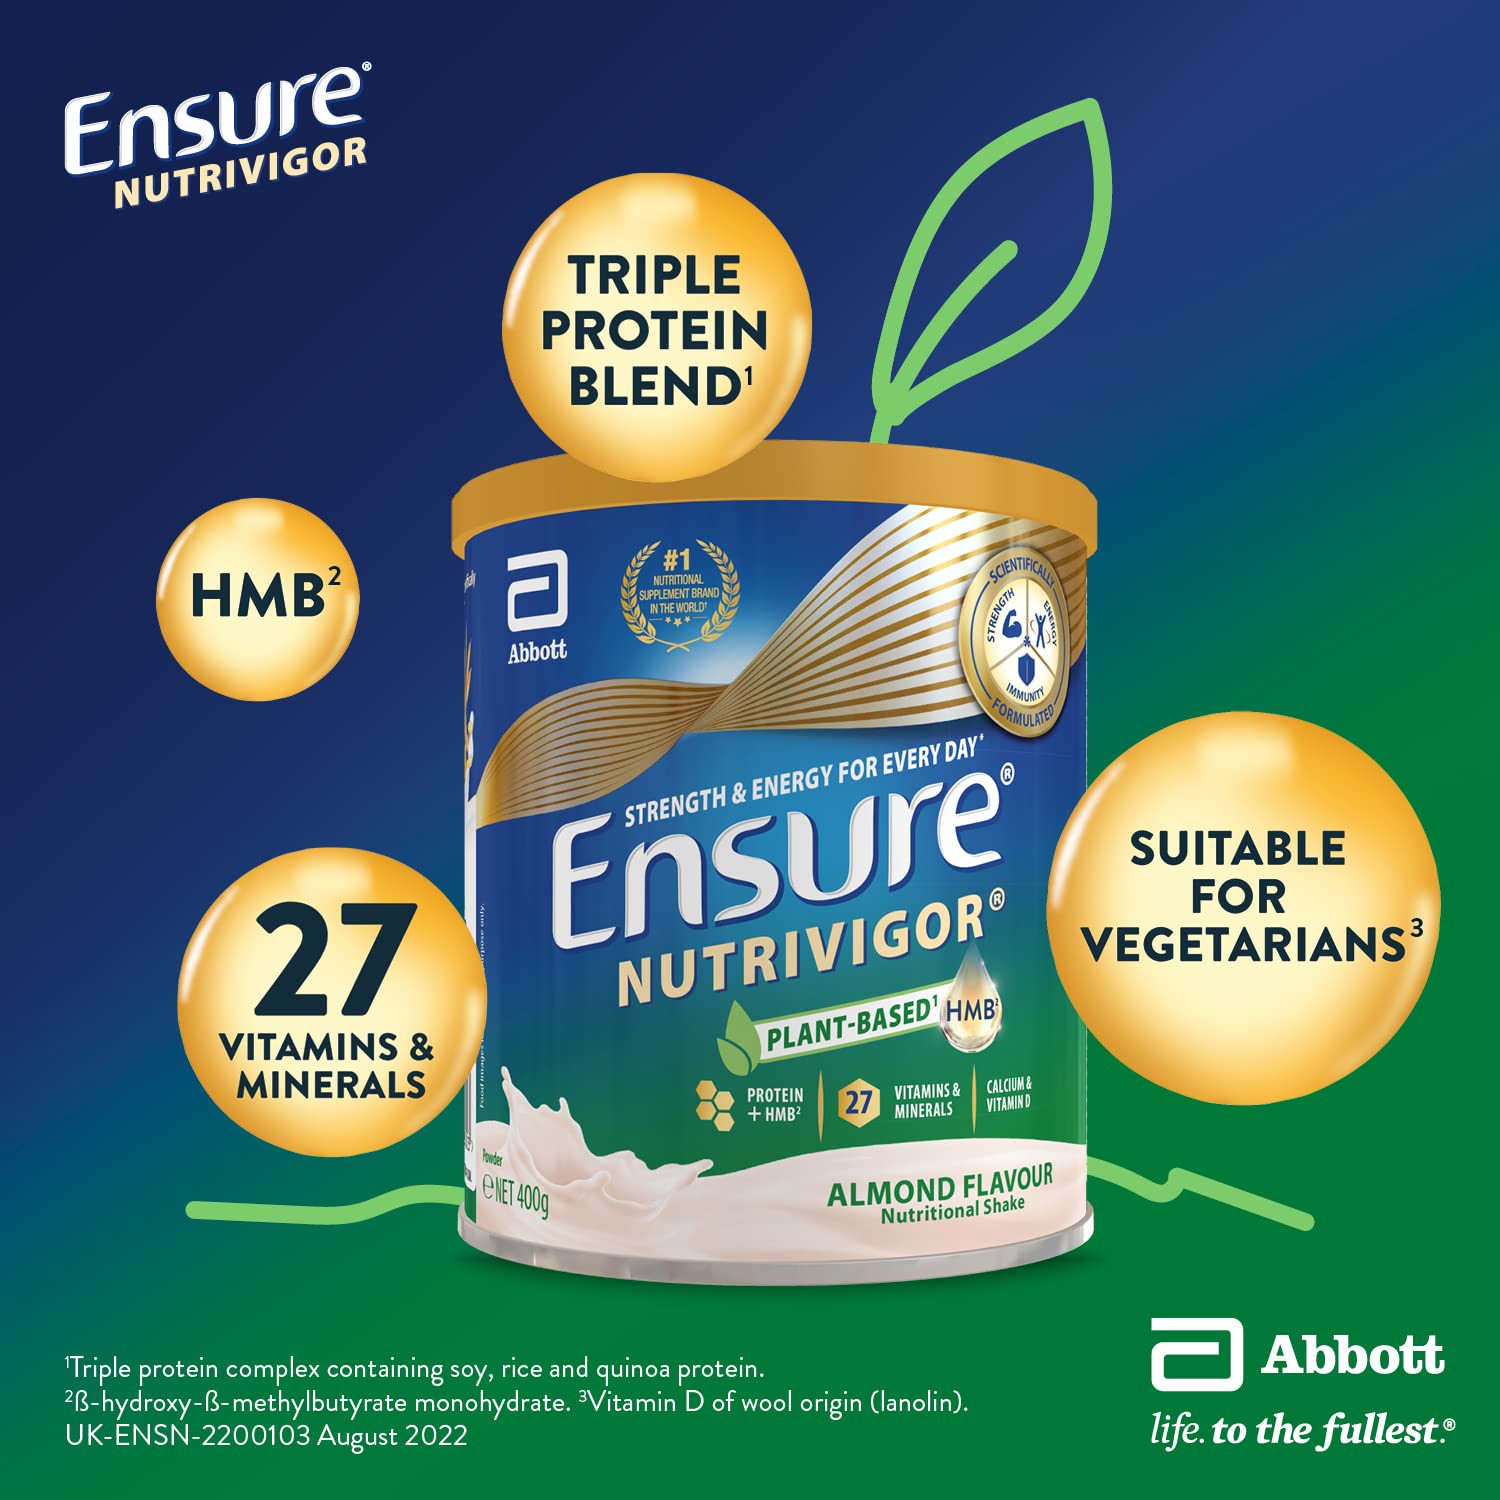 Ensure®
NUTRIVIGOR
TRIPLE
PROTEIN
BLEND¹
HMB²
27
VITAMINS &
MINERALS
SUITABLE
FOR
VEGETARIANS³
Abbott
#1
NUTRITIONAL
SUPPLEMENT BRAND
IN THE WORLD†
SCIENTIFICALLY
STRENGTH
ENERGY
IMMUNITY
FORMULATED
STRENGTH & ENERGY FOR EVERY DAY*
Ensure®
NUTRIVIGOR®
PLANT-BASED¹
HMB²
PROTEIN
+ HMB²
27
VITAMINS &
MINERALS
CALCIUM &
VITAMIN D
Powder
℮ NET 400g
ALMOND FLAVOUR
Nutritional Shake
¹Triple protein complex containing soy, rice and quinoa protein.
²ß-hydroxy-ß-methylbutyrate monohydrate. ³Vitamin D of wool origin (lanolin).
UK-ENSN-2200103 August 2022
Abbott
life. to the fullest.®